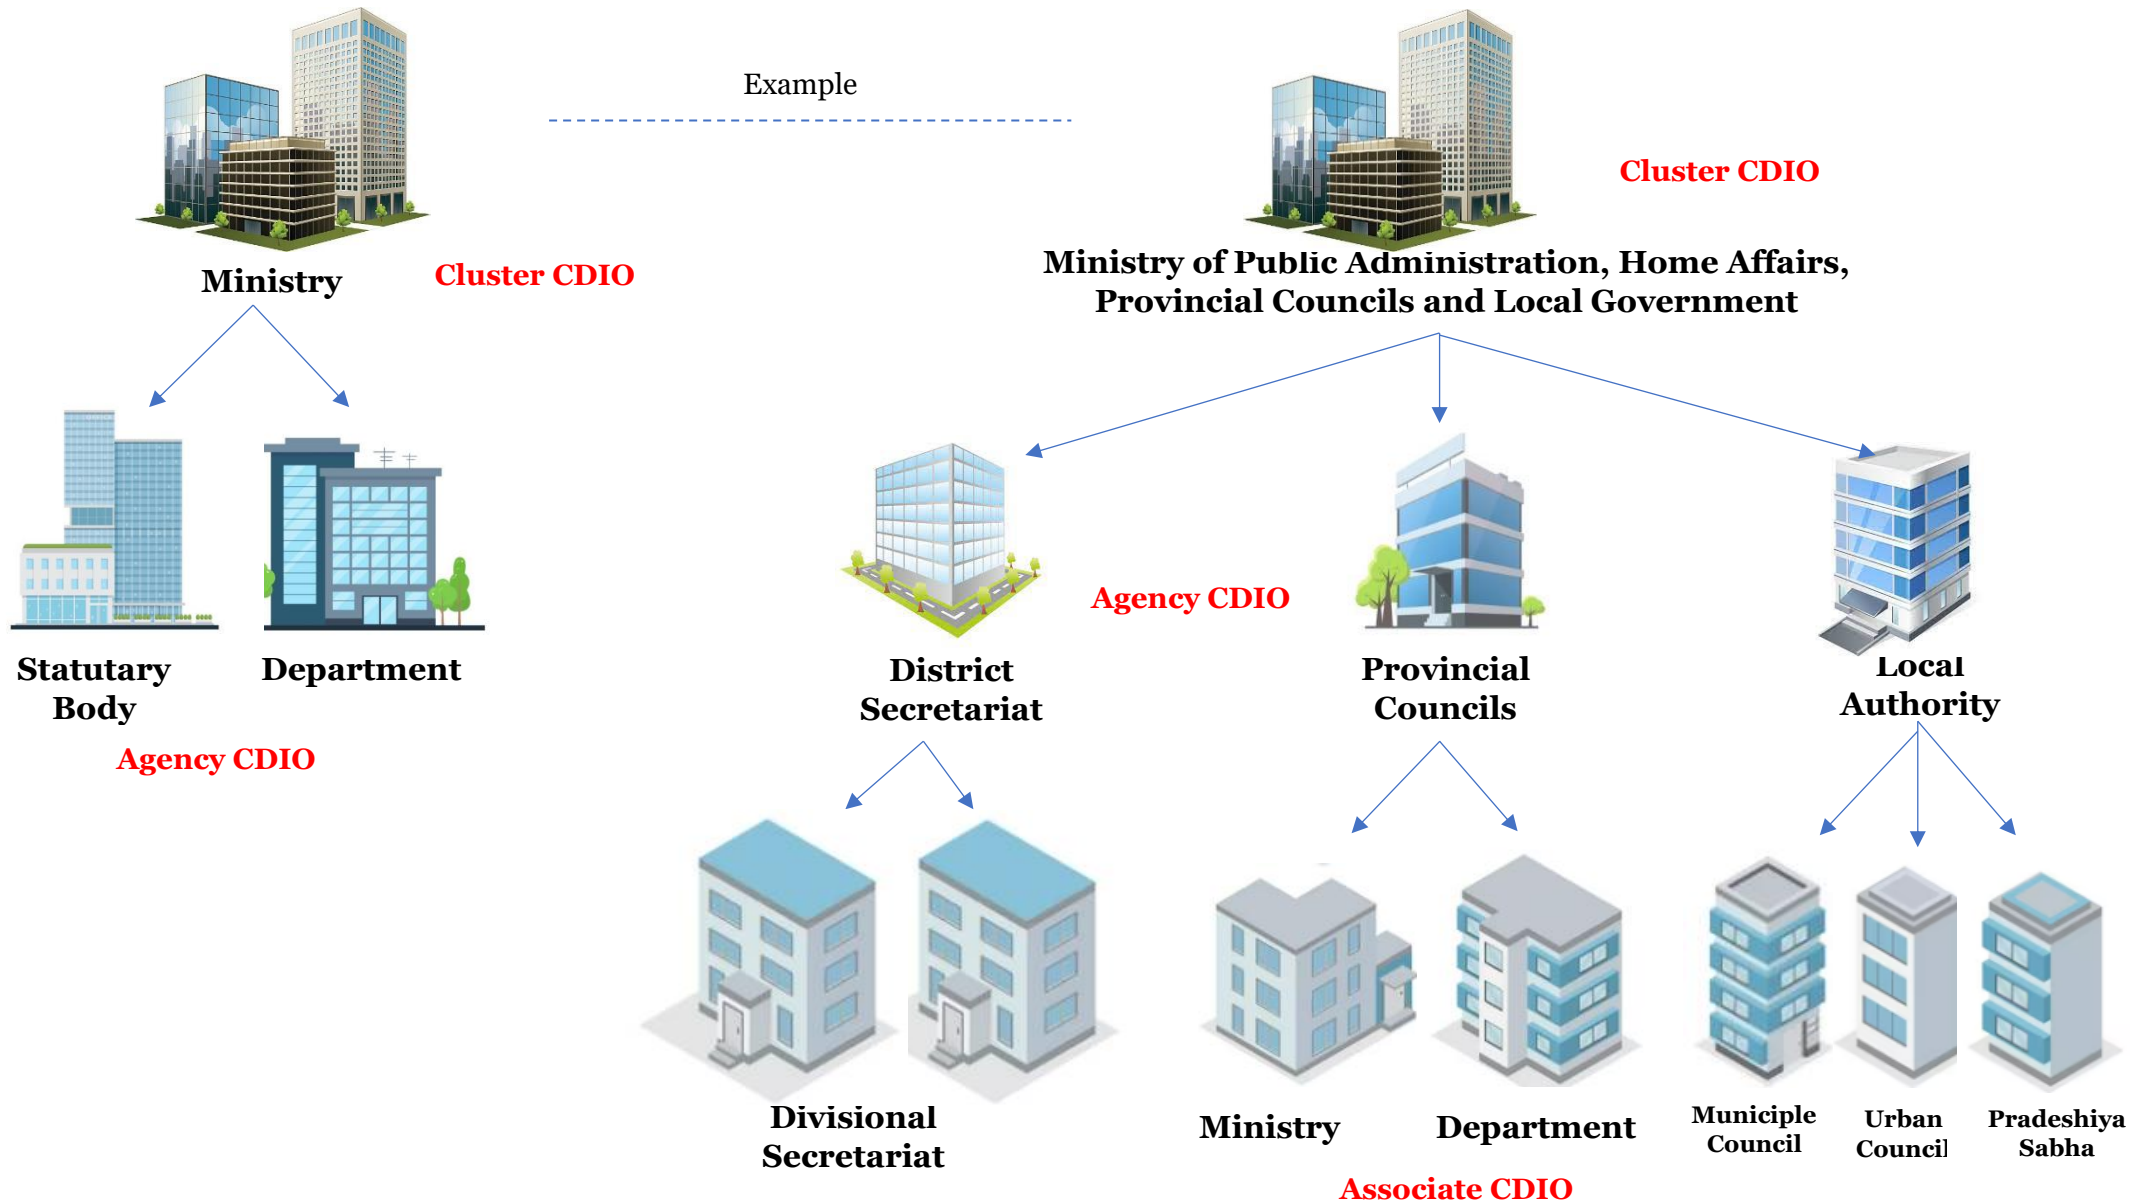 Example
Cluster CDIO
Ministry
Cluster CDIO
Ministry of Public Administration, Home Affairs,
Provincial Councils and Local Government
Statutary
Body
Department
Agency CDIO
Agency CDIO
District
Secretariat
Provincial
Councils
Local
Authority
Divisional
Secretariat
Ministry
Department
Municiple
Council
Urban
Council
Pradeshiya
Sabha
Associate CDIO